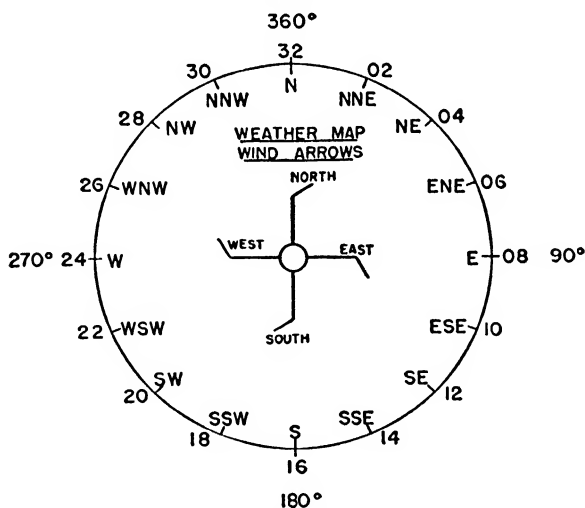 360°
32
30 N 02
NNW NNE
28 NW NE 04
WEATHER MAP
WIND ARROWS
NORTH
26 WNW ENE 06
WEST EAST
270° 24 W E 08 90°
22 WSW ESE 10
SOUTH
20 SW SE 12
18 SSW SSE 14
S
16
180°